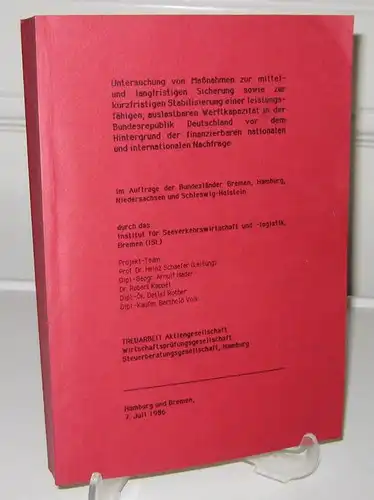 Untersuchung von Maßnahmen zur mittel-
und langfristigen Sicherung sowie zur
kurzfristigen Stabilisierung einer leistungs-
fähigen, auslastbaren Werftkapazität in der
Bundesrepublik Deutschland vor dem
Hintergrund der finanzierbaren nationalen
und internationalen Nachfrage
im Auftrage der Bundesländer Bremen, Hamburg,
Niedersachsen und Schleswig-Holstein
durch das
Institut für Seeverkehrswirtschaft und -logistik,
Bremen (ISL)
Projekt-Team
Prof. Dr. Heinz Schaefer (Leitung)
Dipl.-Geogr. Arnulf Hader
Dr. Robert Kappel
Dipl.-Ök. Detlef Rother
Dipl.-Kaufm. Berthold Volk
TREUARBEIT Aktiengesellschaft
Wirtschaftsprüfungsgesellschaft
Steuerberatungsgesellschaft, Hamburg
Hamburg und Bremen,
7. Juli 1986